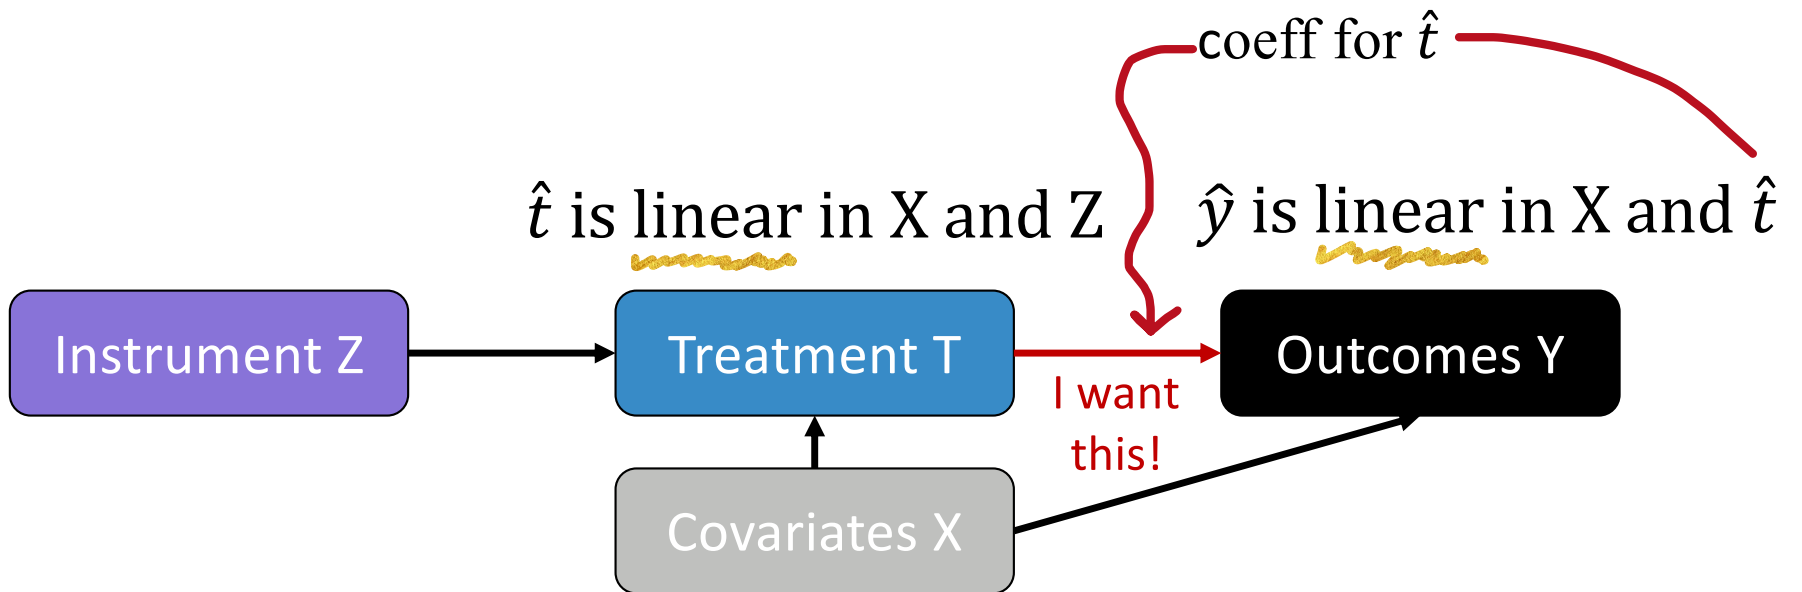 coeff for t̂
t̂ is linear in X and Z
ŷ is linear in X and t̂
Instrument Z
Treatment T
Outcomes Y
I want
this!
Covariates X